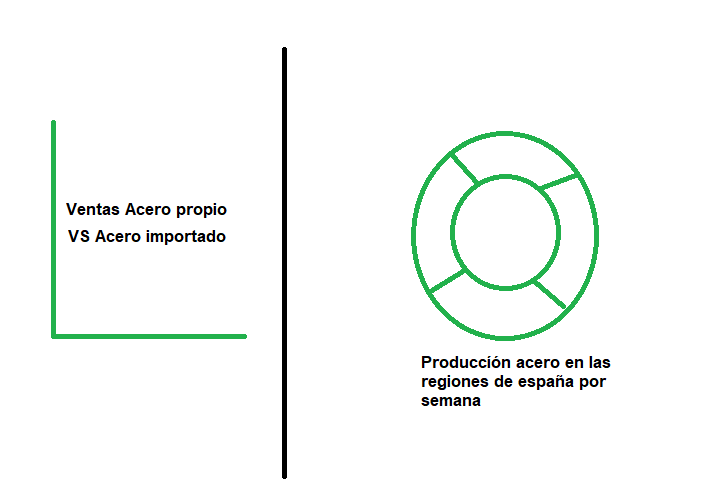 Ventas Acero propio
VS Acero importado
Producción acero en las
regiones de españa por
semana